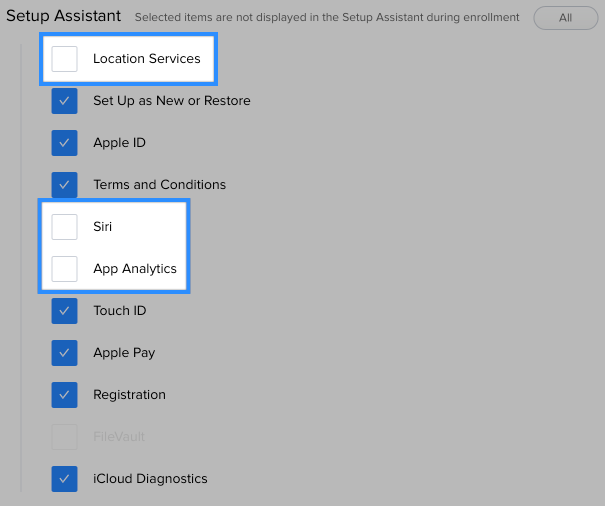 Setup Assistant Selected items are not displayed in the Setup Assistant during enrollment All
Location Services
Set Up as New or Restore
Apple ID
Terms and Conditions
Siri
App Analytics
Touch ID
Apple Pay
Registration
FileVault
iCloud Diagnostics